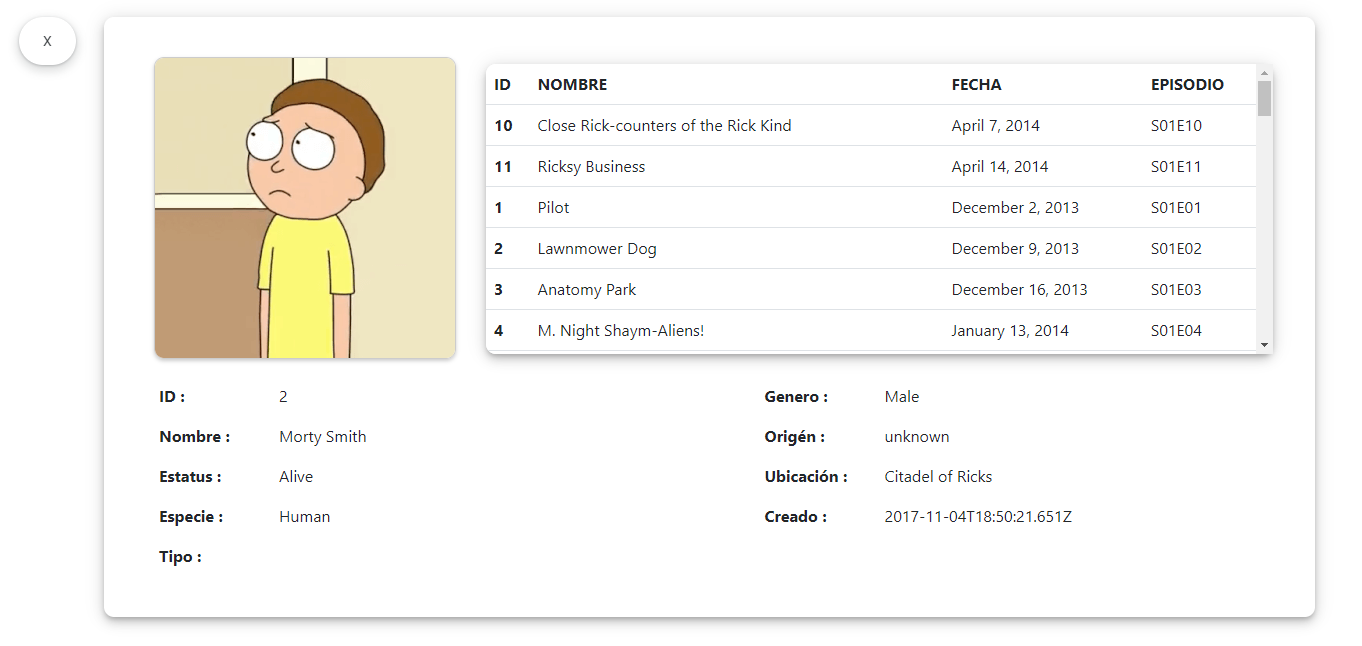 X
ID NOMBRE FECHA EPISODIO
10 Close Rick-counters of the Rick Kind April 7, 2014 S01E10
11 Ricksy Business April 14, 2014 S01E11
1 Pilot December 2, 2013 S01E01
2 Lawnmower Dog December 9, 2013 S01E02
3 Anatomy Park December 16, 2013 S01E03
4 M. Night Shaym-Aliens! January 13, 2014 S01E04
ID : 2 Genero : Male
Nombre : Morty Smith Origén : unknown
Estatus : Alive Ubicación : Citadel of Ricks
Especie : Human Creado : 2017-11-04T18:50:21.651Z
Tipo :